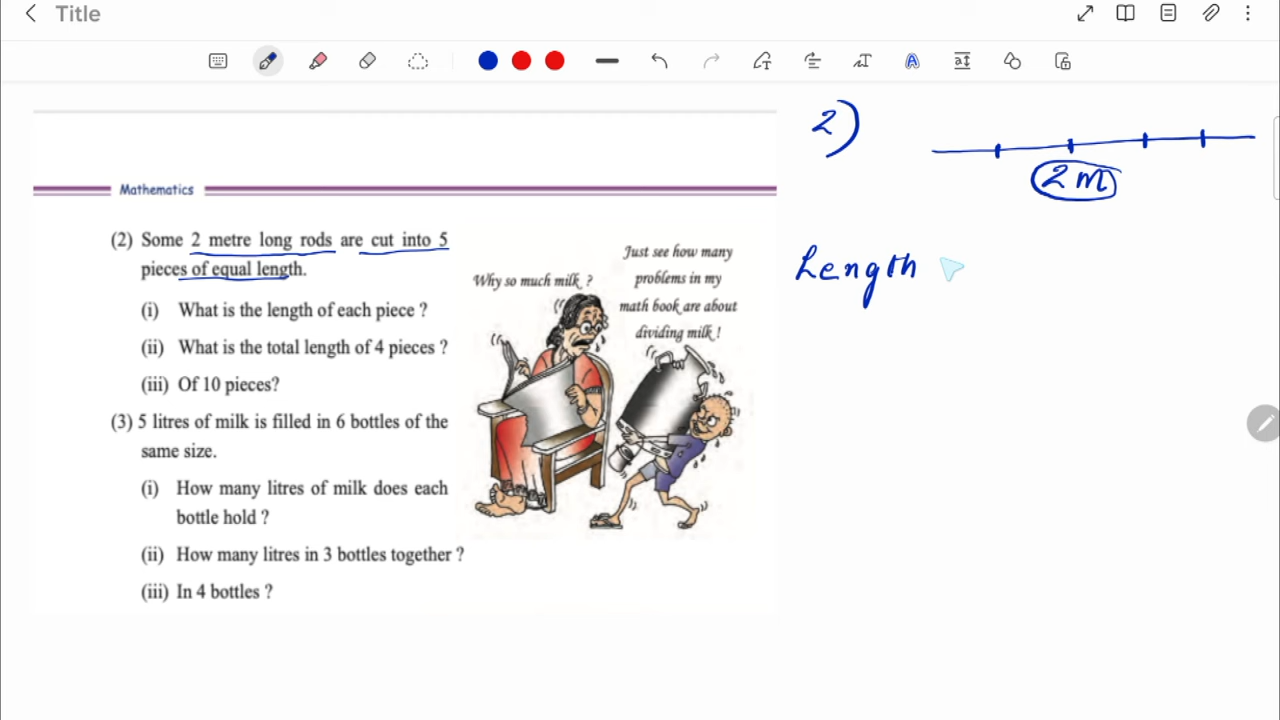 Title
2)
2 m
Length
Mathematics
(2) Some 2 metre long rods are cut into 5
pieces of equal length.
(i) What is the length of each piece ?
(ii) What is the total length of 4 pieces ?
(iii) Of 10 pieces?
(3) 5 litres of milk is filled in 6 bottles of the
same size.
(i) How many litres of milk does each
bottle hold ?
(ii) How many litres in 3 bottles together ?
(iii) In 4 bottles ?
Why so much milk ?
Just see how many
problems in my
math book are about
dividing milk !